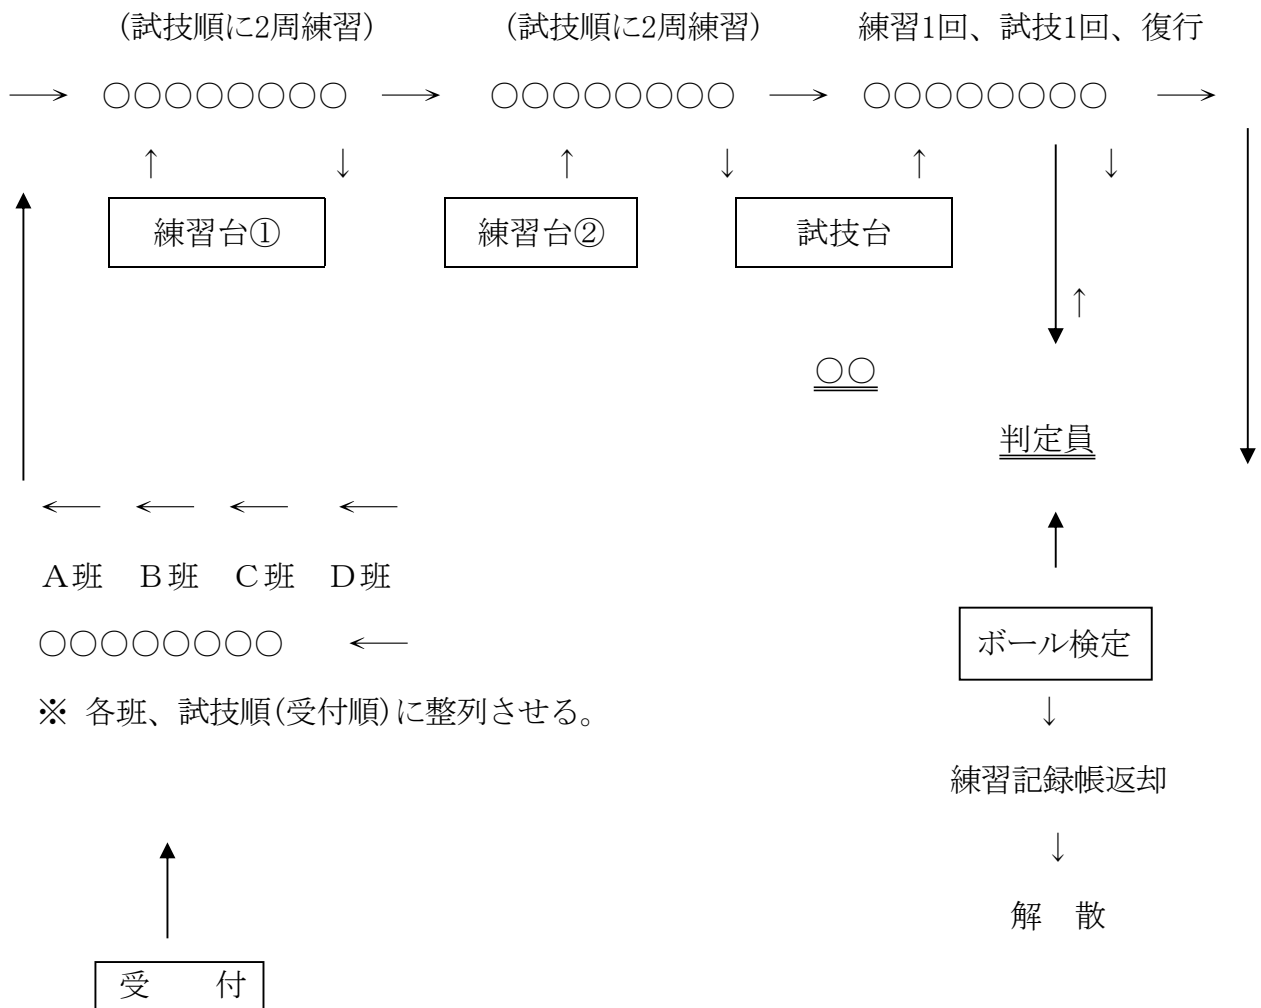 (試技順に2周練習) (試技順に2周練習) 練習1回、試技1回、復行
→ ○○○○○○○○ → ○○○○○○○○ → ○○○○○○○○ →
↑ ↓ ↑ ↓ ↑ ↓
練習台① 練習台② 試技台
↑
○○
判定員
← ← ← ←
A班 B班 C班 D班
○○○○○○○○ ←
ボール検定
※ 各班、試技順(受付順)に整列させる。
↓
練習記録帳返却
↓
解 散
受 付